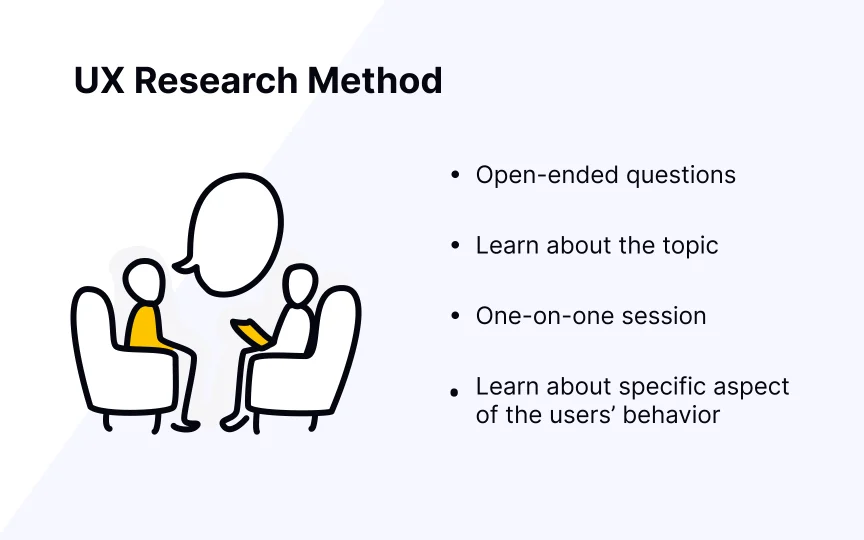 UX Research Method
• Open-ended questions
• Learn about the topic
• One-on-one session
• Learn about specific aspect
of the users’ behavior